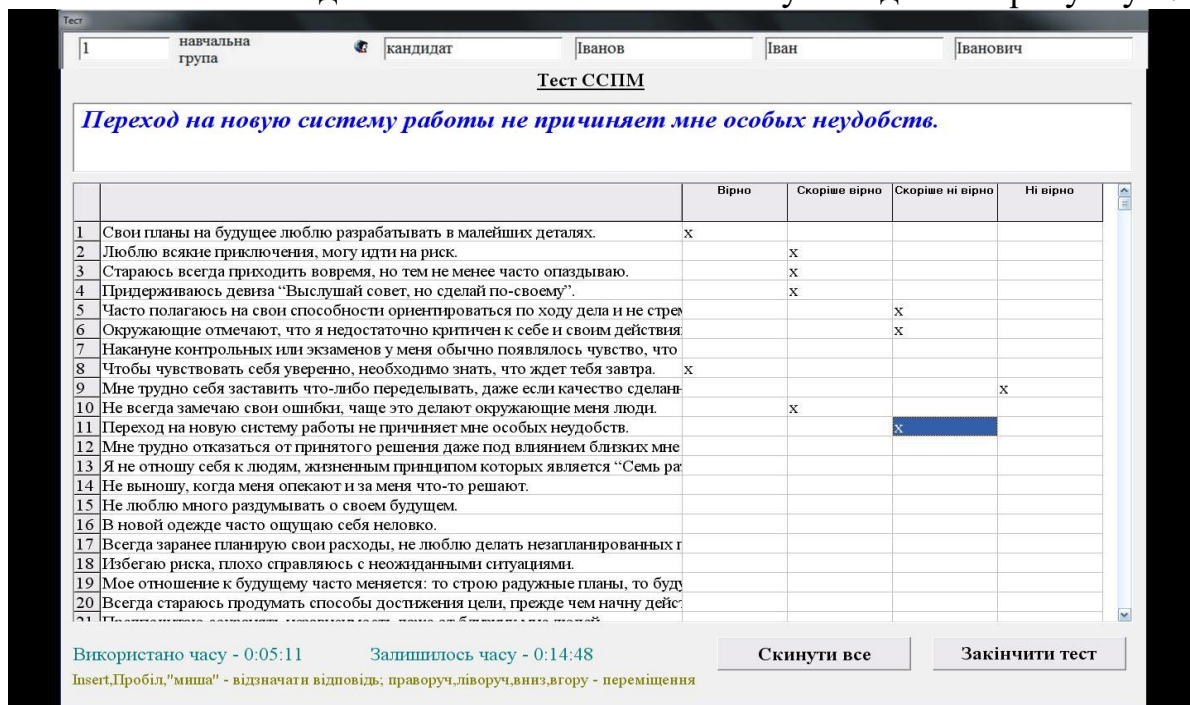 Тест
1 навчальна група кандидат Іванов Іван Іванович
Тест ССПМ
Переход на новую систему работы не причиняет мне особых неудобств.
Вірно Скоріше вірно Скоріше ні вірно Ні вірно
1 Свои планы на будущее люблю разрабатывать в малейших деталях. x
2 Люблю всякие приключения, могу идти на риск. x
3 Стараюсь всегда приходить вовремя, но тем не менее часто опаздываю. x
4 Придерживаюсь девиза “Выслушай совет, но сделай по-своему”. x
5 Часто полагаюсь на свои способности ориентироваться по ходу дела и не стрем x
6 Окружающие отмечают, что я недостаточно критичен к себе и своим действия x
7 Накануне контрольных или экзаменов у меня обычно появлялось чувство, что
8 Чтобы чувствовать себя уверенно, необходимо знать, что ждет тебя завтра. x
9 Мне трудно себя заставить что-либо переделывать, даже если качество сделанн x
10 Не всегда замечаю свои ошибки, чаще это делают окружающие меня люди. x
11 Переход на новую систему работы не причиняет мне особых неудобств. x
12 Мне трудно отказаться от принятого решения даже под влиянием близких мне
13 Я не отношу себя к людям, жизненным принципом которых является “Семь ра
14 Не выношу, когда меня опекают и за меня что-то решают.
15 Не люблю много раздумывать о своем будущем.
16 В новой одежде часто ощущаю себя неловко.
17 Всегда заранее планирую свои расходы, не люблю делать незапланированных п
18 Избегаю риска, плохо справляюсь с неожиданными ситуациями.
19 Мое отношение к будущему часто меняется: то строю радужные планы, то буду
20 Всегда стараюсь продумать способы достижения цели, прежде чем начну дейс
Використано часу - 0:05:11 Залишилось часу - 0:14:48 Скинути все Закінчити тест
Insert,Пробіл,"миша" - відзначати відповідь; праворуч,ліворуч,вниз,вгору - переміщення